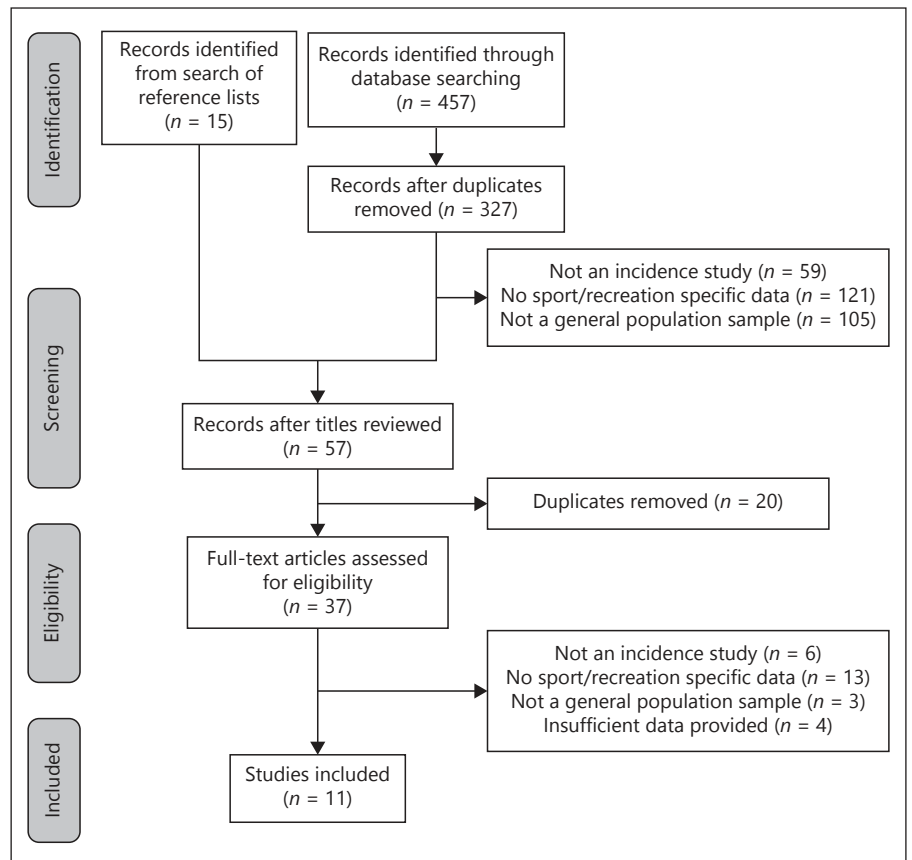 Identification
Records identified
from search of
reference lists
(n = 15)
Records identified through
database searching
(n = 457)
Records after duplicates
removed (n = 327)
Not an incidence study (n = 59)
No sport/recreation specific data (n = 121)
Not a general population sample (n = 105)
Screening
Records after titles reviewed
(n = 57)
Duplicates removed (n = 20)
Eligibility
Full-text articles assessed
for eligibility
(n = 37)
Not an incidence study (n = 6)
No sport/recreation specific data (n = 13)
Not a general population sample (n = 3)
Insufficient data provided (n = 4)
Included
Studies included
(n = 11)